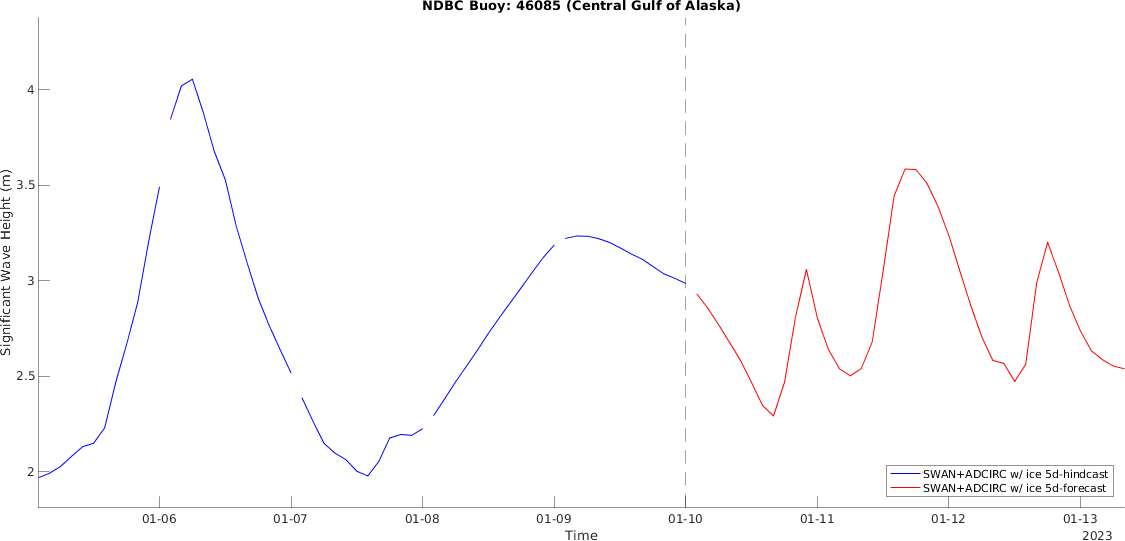 NDBC Buoy: 46085 (Central Gulf of Alaska)
Significant Wave Height (m)
4
3.5
3
2.5
2
SWAN+ADCIRC w/ ice 5d-hindcast
SWAN+ADCIRC w/ ice 5d-forecast
01-06 01-07 01-08 01-09 01-10 01-11 01-12 01-13
Time
2023